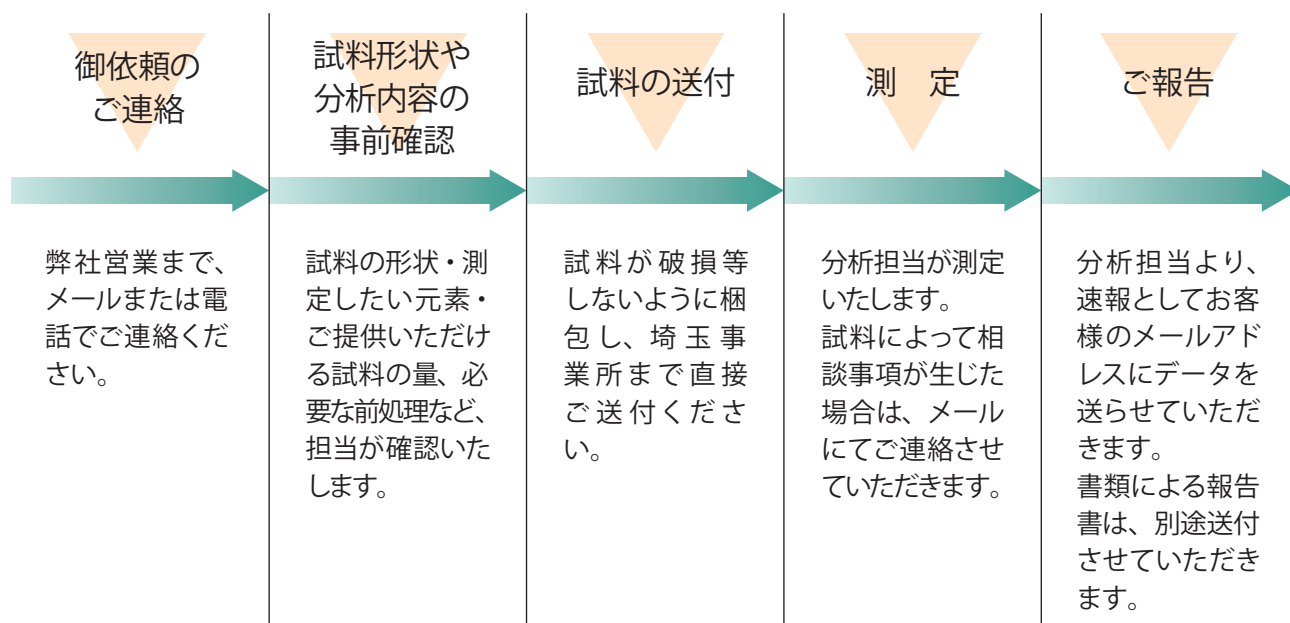 御依頼の
ご連絡
弊社営業まで、
メールまたは電
話でご連絡くだ
さい。
試料形状や
分析内容の
事前確認
試料の形状・測
定したい元素・
ご提供いただけ
る試料の量、必
要な前処理など、
担当が確認いた
します。
試料の送付
試料が破損等
しないように梱
包し、埼玉事
業所まで直接
ご送付くださ
い。
測　定
分析担当が測定
いたします。
試料によって相
談事項が生じた
場合は、メール
にてご連絡させ
ていただきます。
ご報告
分析担当より、
速報としてお客
様のメールアド
レスにデータを
送らせていただ
きます。
書類による報告
書は、別途送付
させていただき
ます。